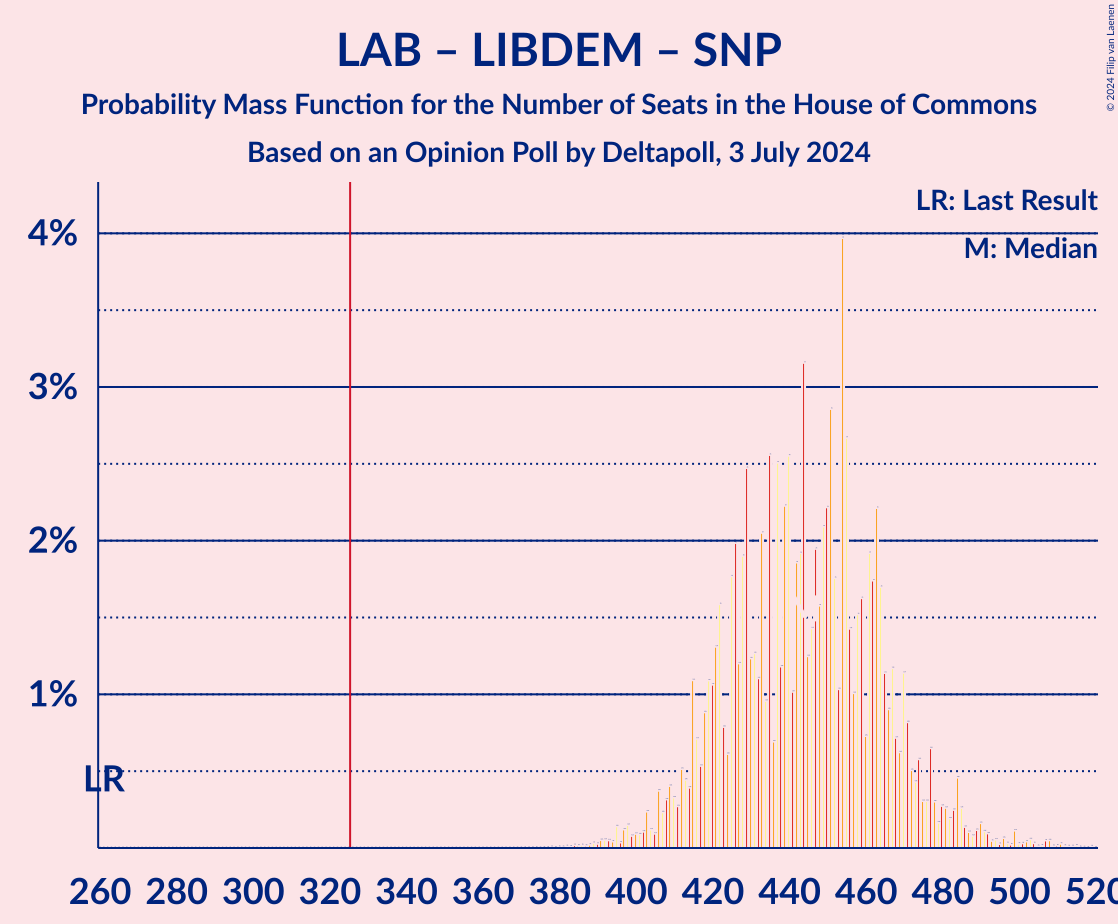 LAB – LIBDEM – SNP
Probability Mass Function for the Number of Seats in the House of Commons
Based on an Opinion Poll by Deltapoll, 3 July 2024
© 2024 Filip van Laenen
LR: Last Result
M: Median
4%
3%
2%
1%
LR
260 280 300 320 340 360 380 400 420 440 460 480 500 520